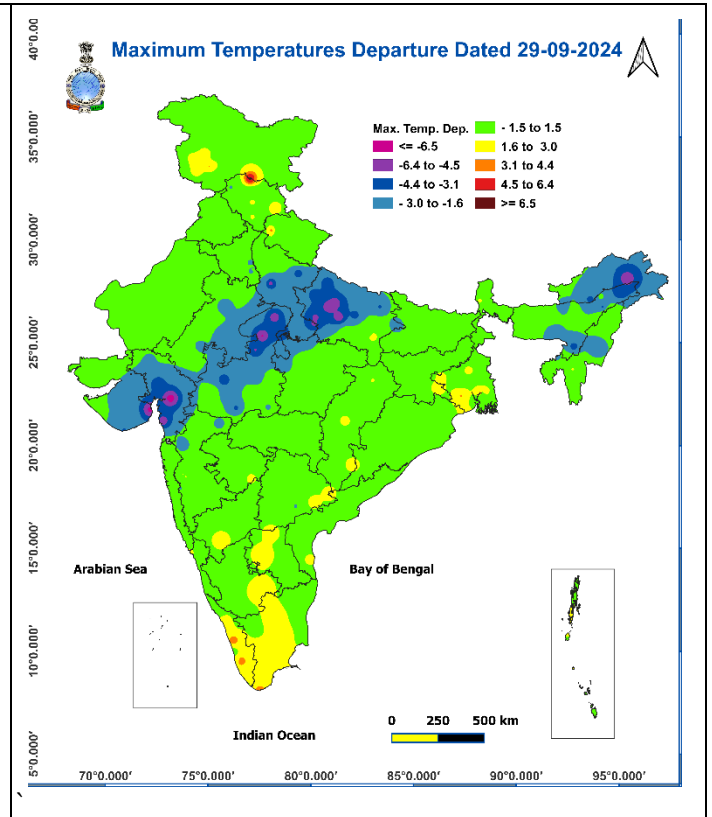 Maximum Temperatures Departure Dated 29-09-2024
Max. Temp. Dep.
<= -6.5
-6.4 to -4.5
-4.4 to -3.1
- 3.0 to -1.6
- 1.5 to 1.5
1.6 to 3.0
3.1 to 4.4
4.5 to 6.4
>= 6.5
40°0.00
35°0.000'
30°0.000'
25°0.000'
20°0.000'
15°0.000'
10°0.000'
5°0.000'
Arabian Sea
Bay of Bengal
Indian Ocean
0 250 500 km
70°0.000' 75°0.000' 80°0.000' 85°0.000' 90°0.000' 95°0.000'
`